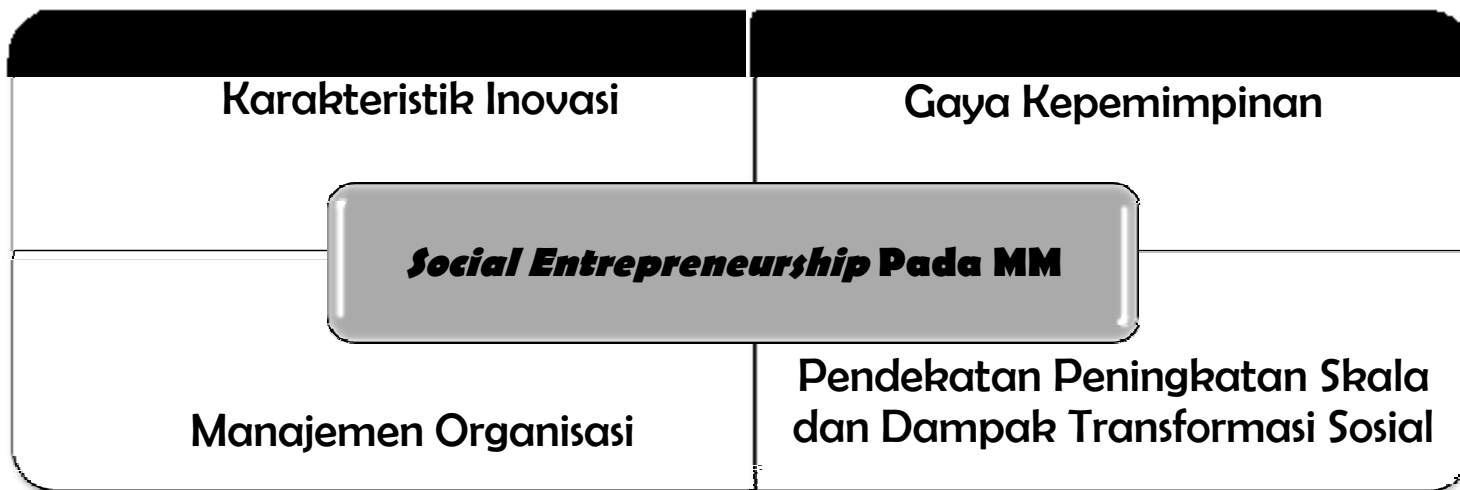 Karakteristik Inovasi
Gaya Kepemimpinan
Social Entrepreneurship Pada MM
Manajemen Organisasi
Pendekatan Peningkatan Skala
dan Dampak Transformasi Sosial